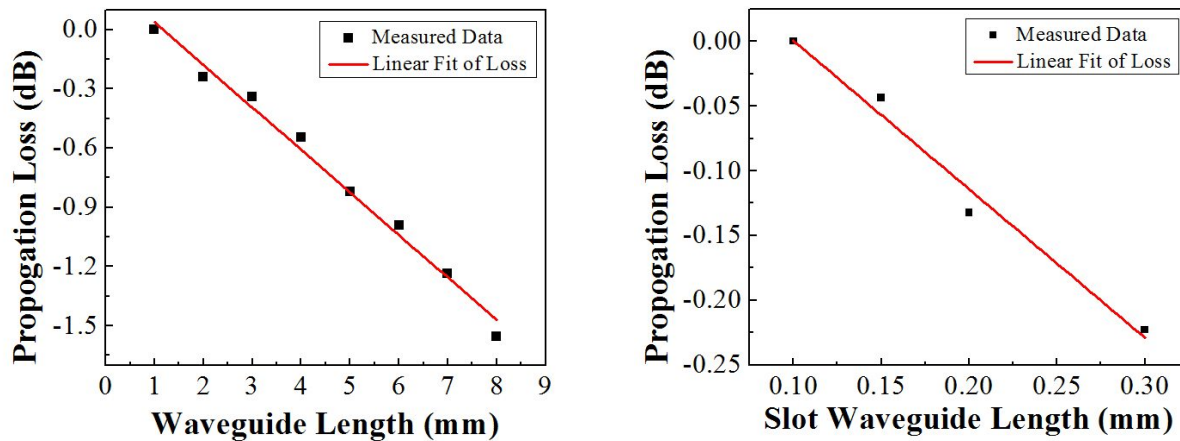 Propogation Loss (dB)
0.0
-0.3
-0.6
-0.9
-1.2
-1.5
Measured Data
Linear Fit of Loss
0 1 2 3 4 5 6 7 8 9
Waveguide Length (mm)
Propogation Loss (dB)
0.00
-0.05
-0.10
-0.15
-0.20
-0.25
Measured Data
Linear Fit of Loss
0.10 0.15 0.20 0.25 0.30
Slot Waveguide Length (mm)